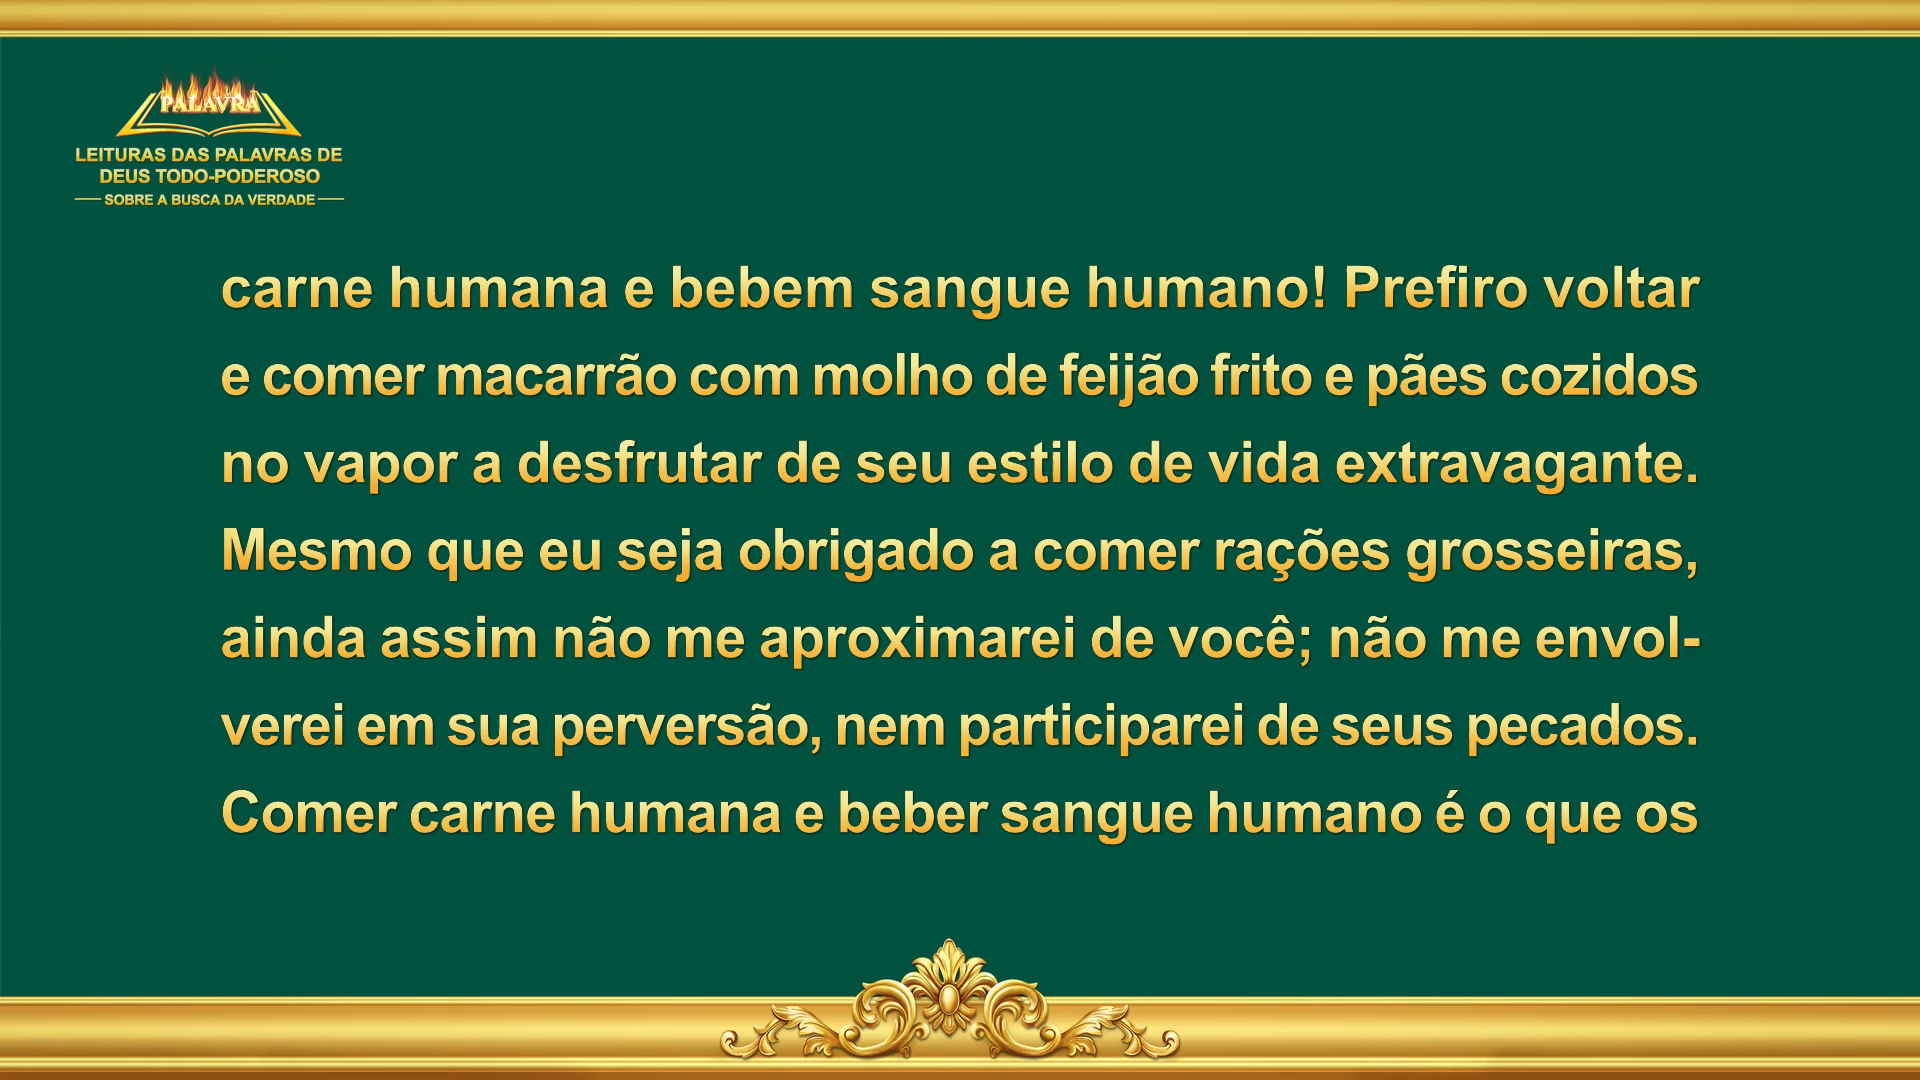 PALAVRA
LEITURAS DAS PALAVRAS DE
DEUS TODO-PODEROSO
SOBRE A BUSCA DA VERDADE
carne humana e bebem sangue humano! Prefiro voltar
e comer macarrão com molho de feijão frito e pães cozidos
no vapor a desfrutar de seu estilo de vida extravagante.
Mesmo que eu seja obrigado a comer rações grosseiras,
ainda assim não me aproximarei de você; não me envol-
verei em sua perversão, nem participarei de seus pecados.
Comer carne humana e beber sangue humano é o que os